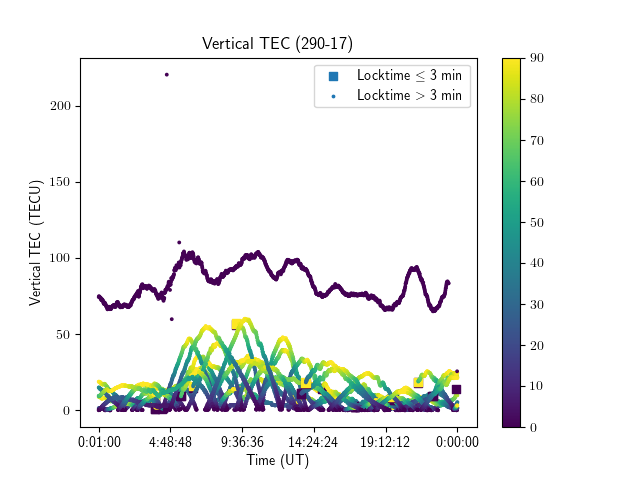 Vertical TEC (290-17)
Locktime ≤ 3 min
Locktime > 3 min
Vertical TEC (TECU)
200
150
100
50
0
0:01:00 4:48:48 9:36:36 14:24:24 19:12:12 0:00:00
Time (UT)
90
80
70
60
50
40
30
20
10
0